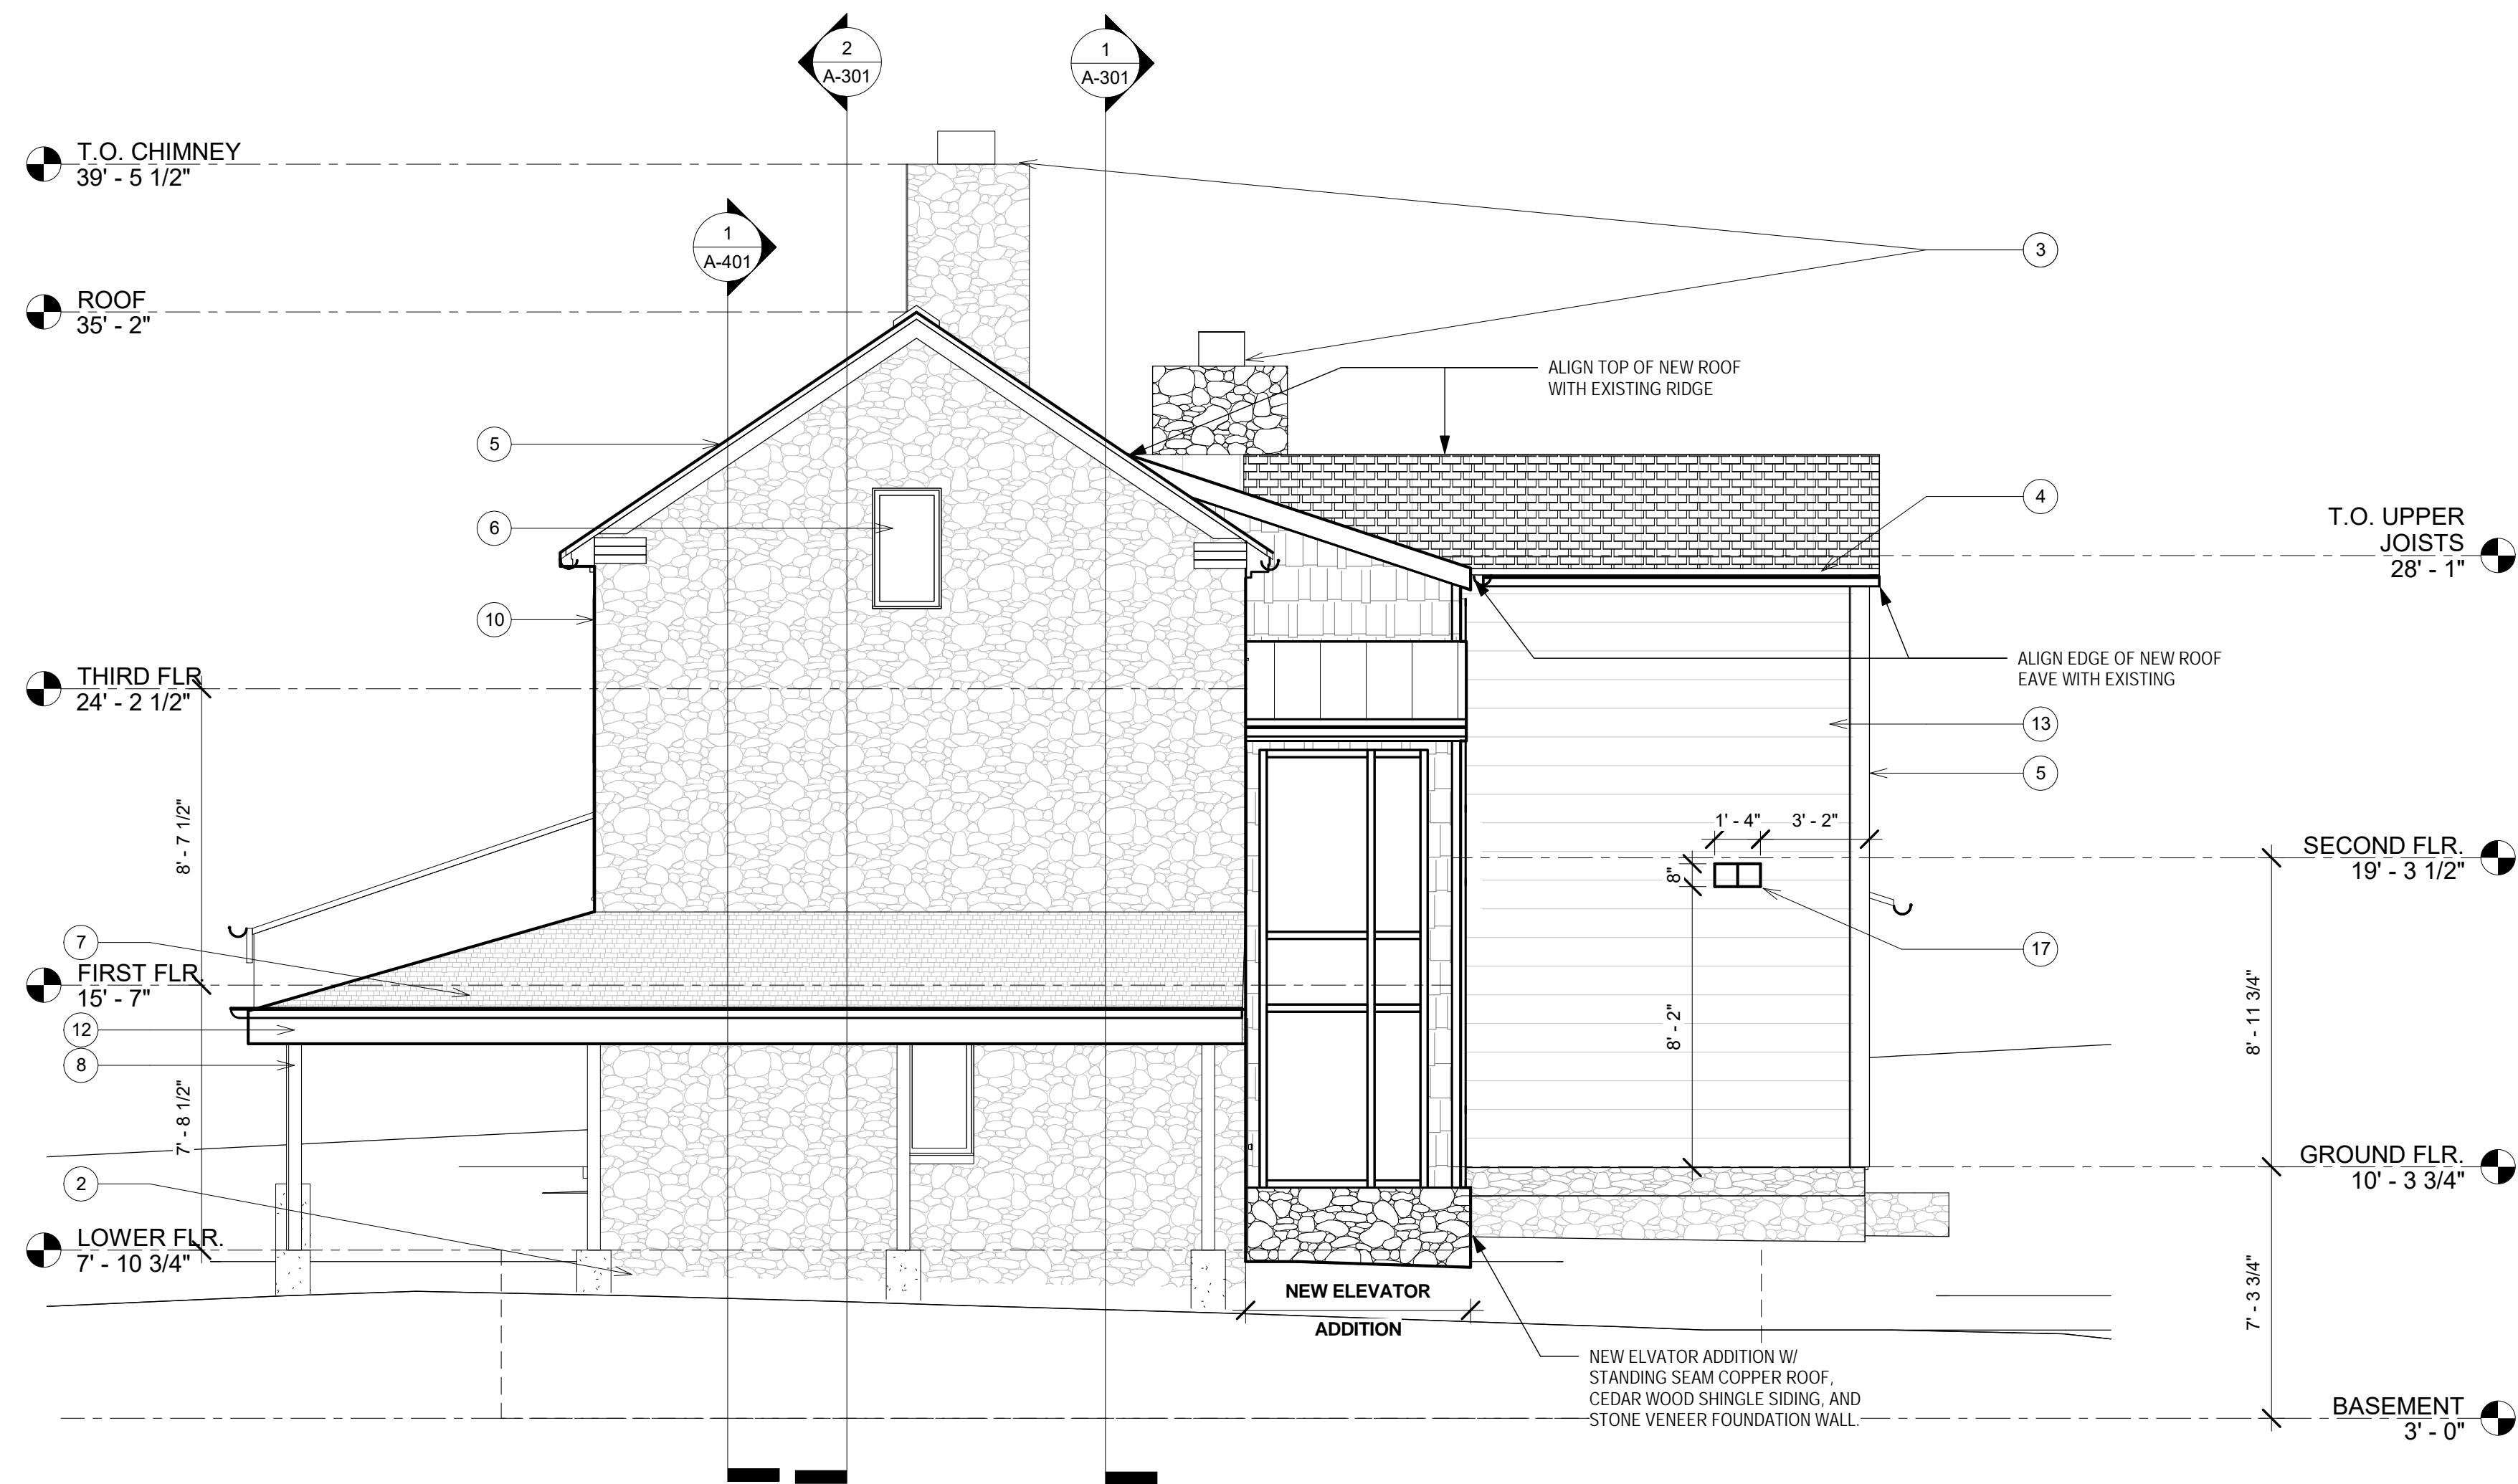 2
A-301
1
A-301
T.O. CHIMNEY
39' - 5 1/2"
1
A-401
3
ROOF
35' - 2"
ALIGN TOP OF NEW ROOF
WITH EXISTING RIDGE
5
4
6
T.O. UPPER
JOISTS
28' - 1"
10
THIRD FLR.
24' - 2 1/2"
ALIGN EDGE OF NEW ROOF
EAVE WITH EXISTING
13
5
8' - 7 1/2"
1' - 4"
3' - 2"
SECOND FLR.
19' - 3 1/2"
8"
7
17
FIRST FLR.
15' - 7"
12
8' - 2"
8' - 11 3/4"
8
7' - 8 1/2"
GROUND FLR.
10' - 3 3/4"
2
LOWER FLR.
7' - 10 3/4"
NEW ELEVATOR
ADDITION
7' - 3 3/4"
NEW ELVATOR ADDITION W/
STANDING SEAM COPPER ROOF,
CEDAR WOOD SHINGLE SIDING, AND
STONE VENEER FOUNDATION WALL.
BASEMENT
3' - 0"